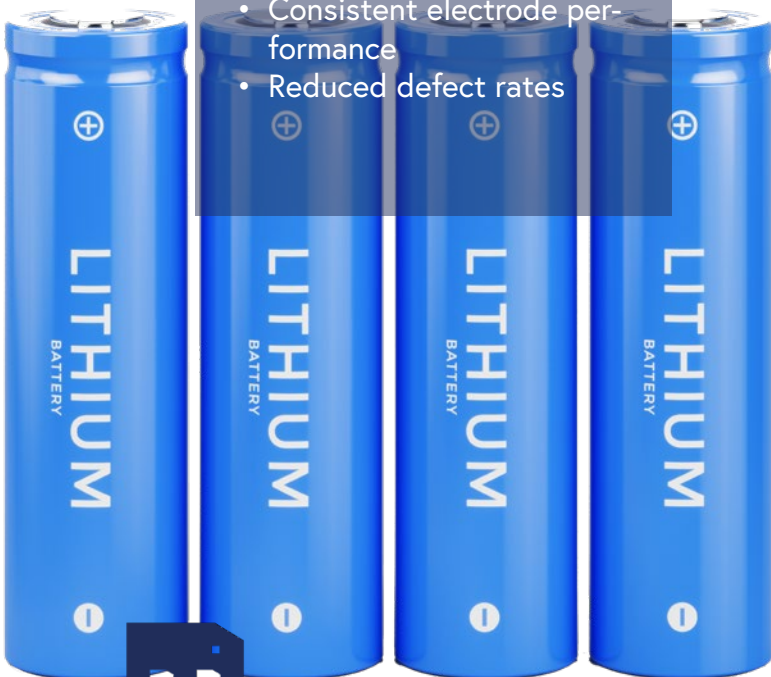 • Consistent electrode per-
formance
• Reduced defect rates
LITHIUM
BATTERY
LITHIUM
BATTERY
LITHIUM
BATTERY
LITHIUM
BATTERY